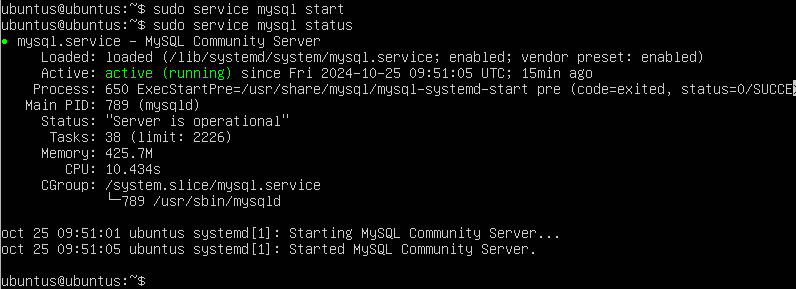 ubuntus@ubuntus:~$ sudo service mysql start
ubuntus@ubuntus:~$ sudo service mysql status
● mysql.service - MySQL Community Server
     Loaded: loaded (/lib/systemd/system/mysql.service; enabled; vendor preset: enabled)
     Active: active (running) since Fri 2024-10-25 09:51:05 UTC; 15min ago
    Process: 650 ExecStartPre=/usr/share/mysql/mysql-systemd-start pre (code=exited, status=0/SUCCE>
   Main PID: 789 (mysqld)
     Status: "Server is operational"
      Tasks: 38 (limit: 2226)
     Memory: 425.7M
        CPU: 10.434s
     CGroup: /system.slice/mysql.service
             └─789 /usr/sbin/mysqld
oct 25 09:51:01 ubuntus systemd[1]: Starting MySQL Community Server...
oct 25 09:51:05 ubuntus systemd[1]: Started MySQL Community Server.
ubuntus@ubuntus:~$